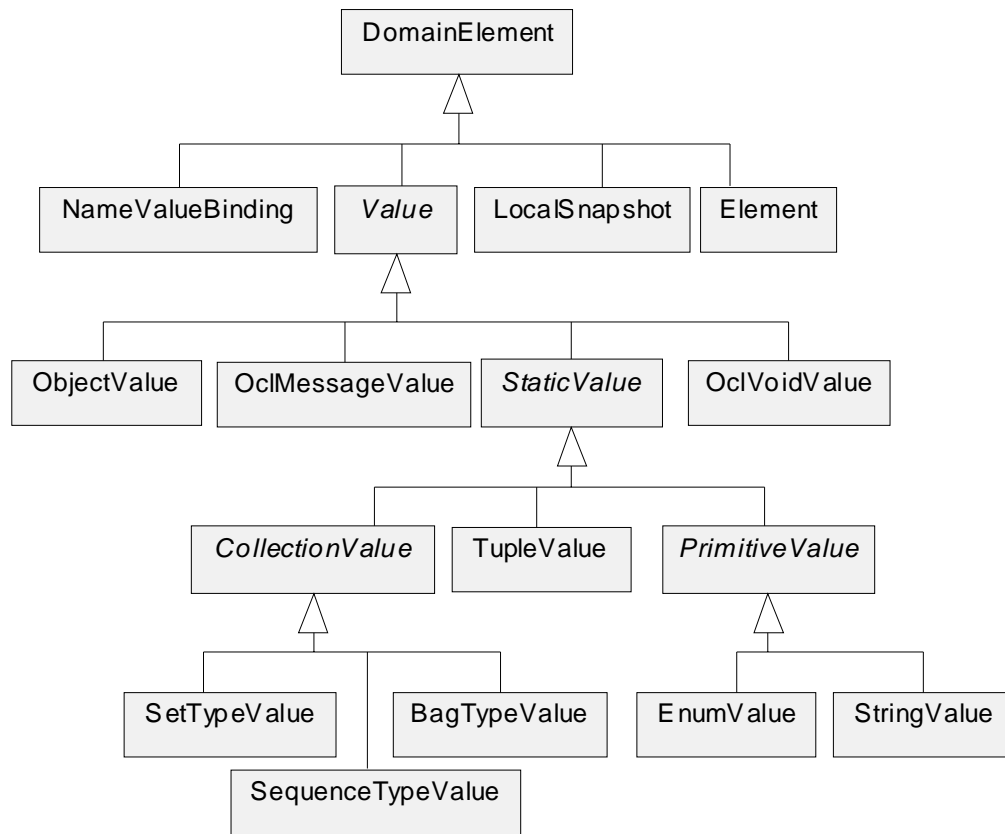 DomainElement
NameValueBinding
Value
LocalSnapshot
Element
ObjectValue
OclMessageValue
StaticValue
OclVoidValue
CollectionValue
TupleValue
PrimitiveValue
SetTypeValue
BagTypeValue
EnumValue
StringValue
SequenceTypeValue